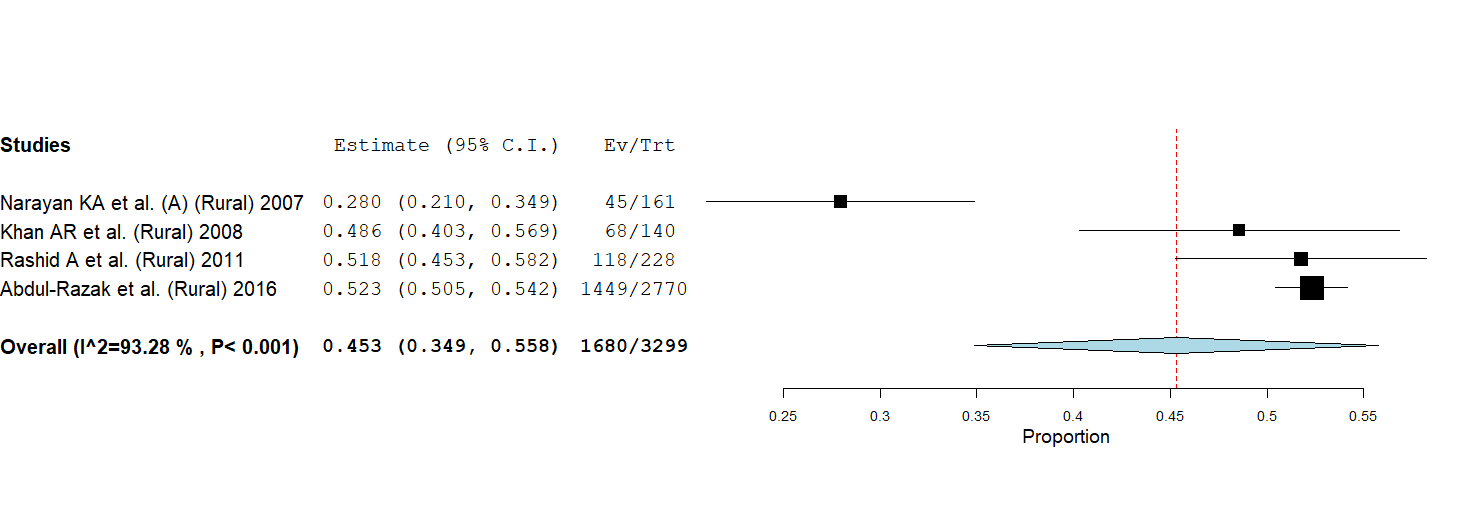 Studies Estimate (95% C.I.) Ev/Trt
Narayan KA et al. (A) (Rural) 2007 0.280 (0.210, 0.349) 45/161
Khan AR et al. (Rural) 2008 0.486 (0.403, 0.569) 68/140
Rashid A et al. (Rural) 2011 0.518 (0.453, 0.582) 118/228
Abdul-Razak et al. (Rural) 2016 0.523 (0.505, 0.542) 1449/2770
Overall (I^2=93.28 % , P< 0.001) 0.453 (0.349, 0.558) 1680/3299
0.25 0.3 0.35 0.4 0.45 0.5 0.55
Proportion